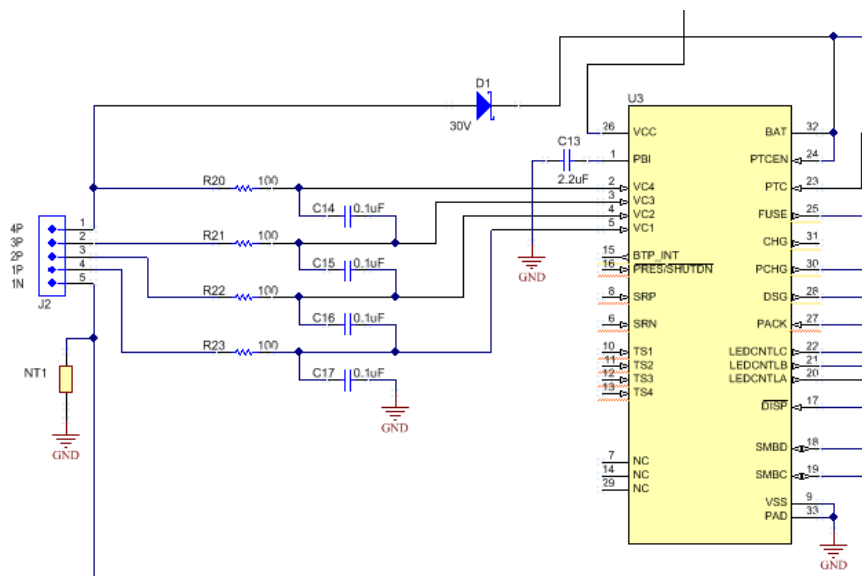 D1
30V
U3
C13
2.2uF
GND
R20 100
C14 0.1uF
R21 100
C15 0.1uF
R22 100
C16 0.1uF
R23 100
C17 0.1uF
GND
4P 1
3P 2
2P 3
1P 4
1N 5
J2
NT1
GND
26 VCC
1 PBI
2 VC4
3 VC3
4 VC2
5 VC1
15 BTP_INT
16 PRES/SHUTDN
8 SRP
6 SRN
10 TS1
11 TS2
12 TS3
13 TS4
7 NC
14 NC
29 NC
BAT 32
PTCEN 24
PTC 23
FUSE 25
CHG 31
PCHG 30
DSG 28
PACK 27
LEDCNTLC 22
LEDCNTLB 21
LEDCNTLA 20
DISP 17
SMBD 18
SMBC 19
VSS 9
PAD 33
GND